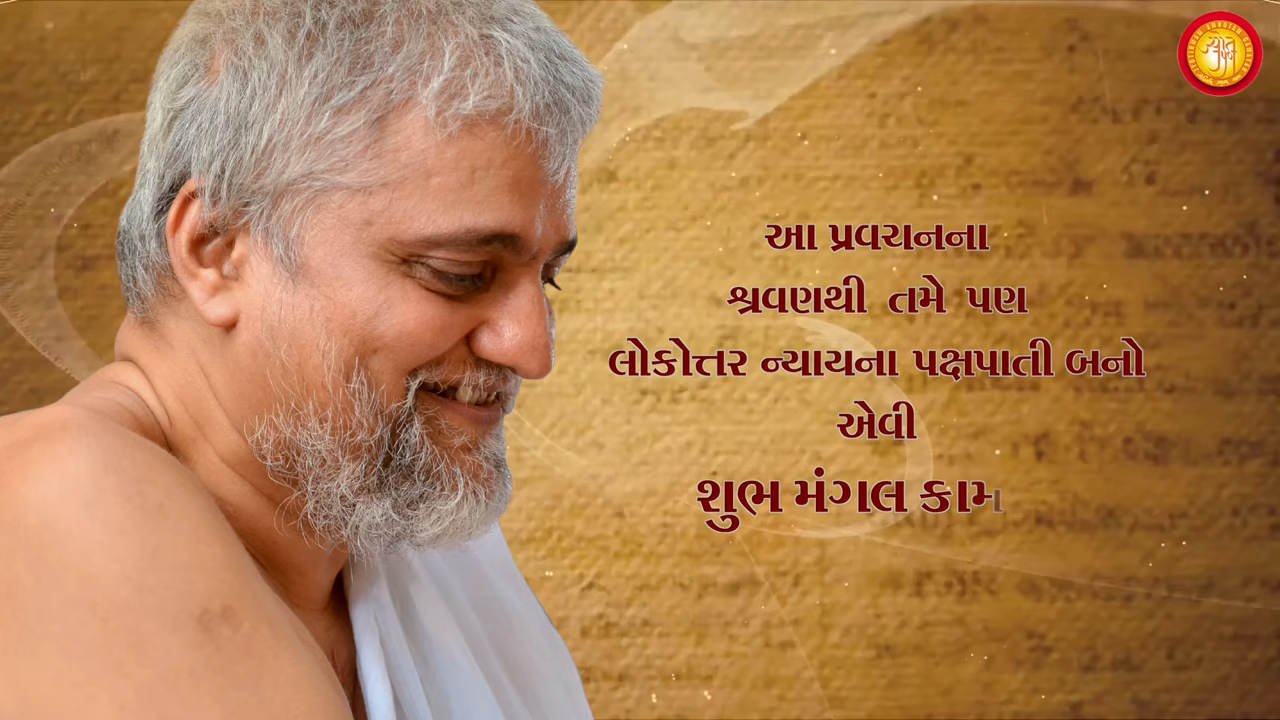 આ પ્રવચનના
શ્રવણથી તમે પણ
લોકોત્તર ન્યાયના પક્ષપાતી બનો
એવી
શુભ મંગલ કામ